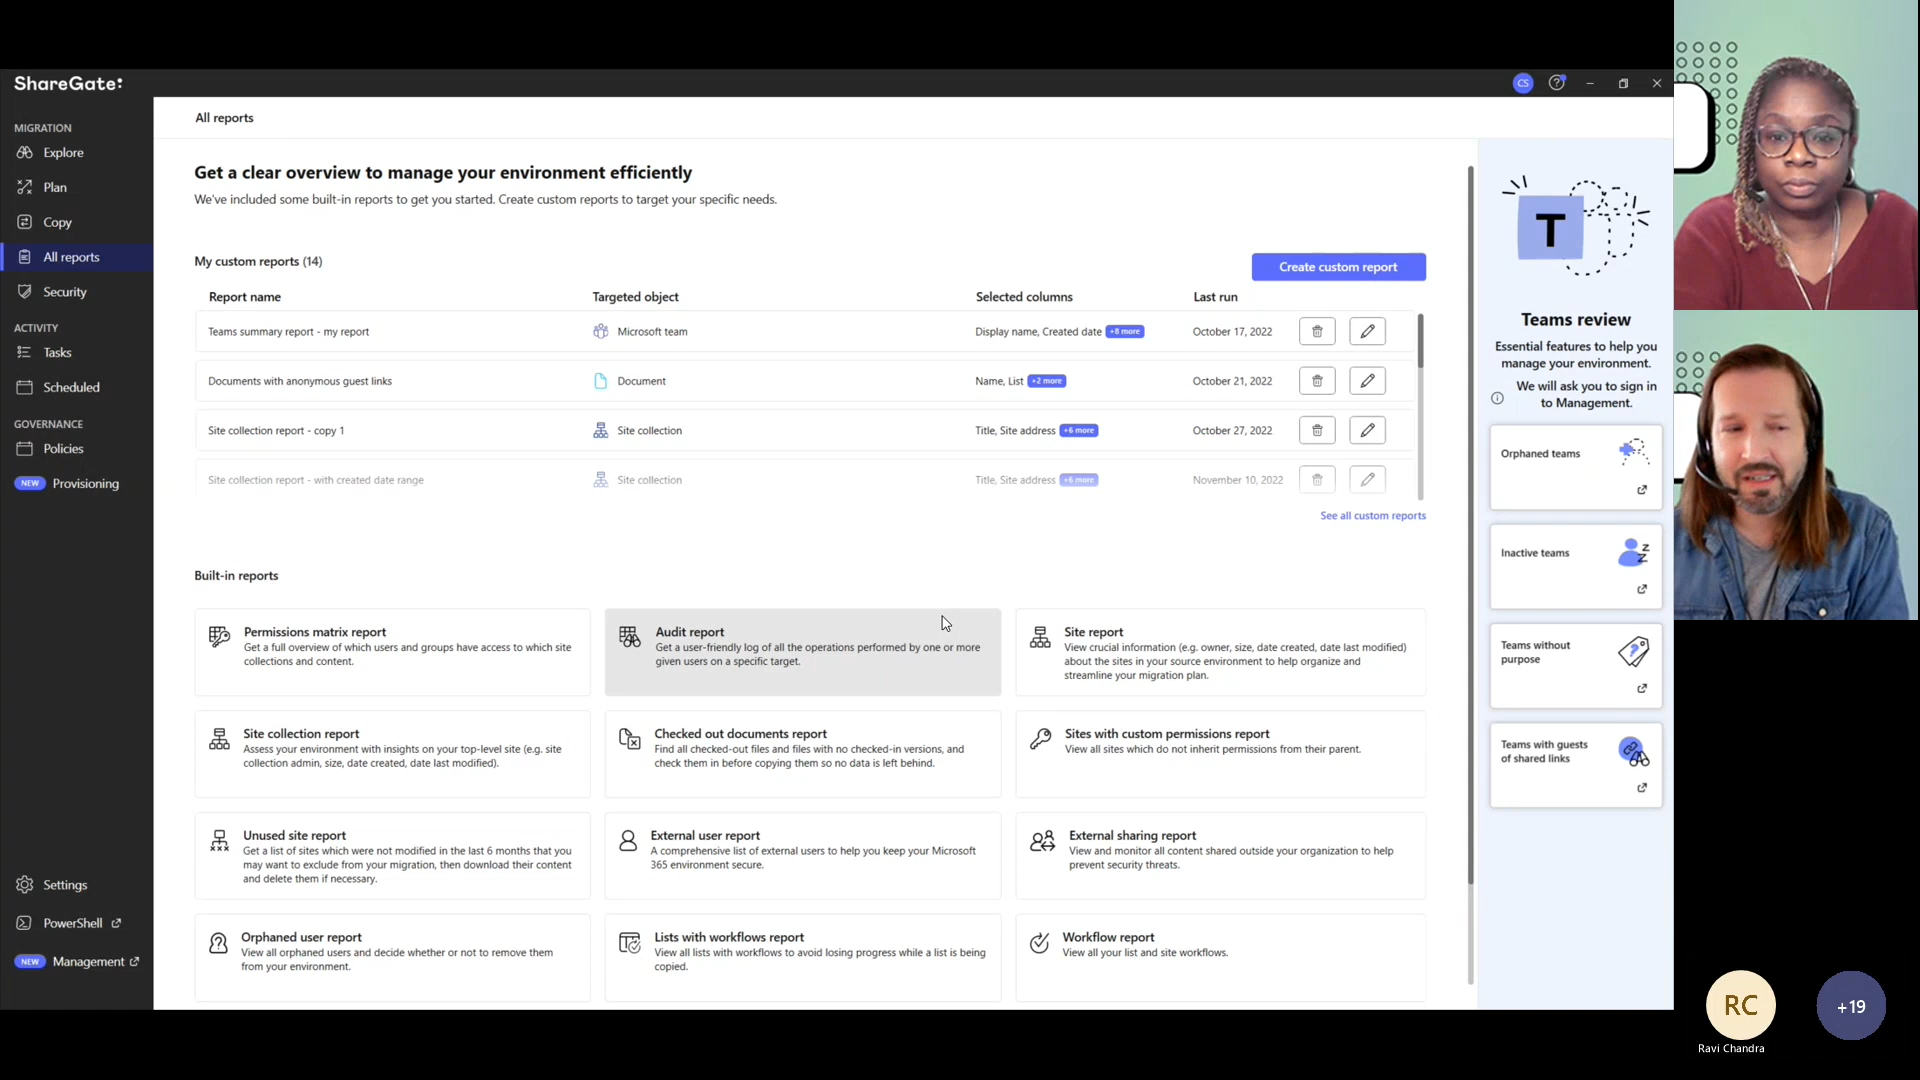 ShareGate:
CS
MIGRATION
Explore
Plan
Copy
All reports
Security
ACTIVITY
Tasks
Scheduled
GOVERNANCE
Policies
NEW Provisioning
Settings
PowerShell
NEW Management
All reports
Get a clear overview to manage your environment efficiently
We've included some built-in reports to get you started. Create custom reports to target your specific needs.
My custom reports (14)
Create custom report
Report name Targeted object Selected columns Last run
Teams summary report - my report Microsoft team Display name, Created date +8 more October 17, 2022
Documents with anonymous guest links Document Name, List +2 more October 21, 2022
Site collection report - copy 1 Site collection Title, Site address +6 more October 27, 2022
Site collection report - with created date range Site collection Title, Site address +6 more November 10, 2022
See all custom reports
Built-in reports
Permissions matrix report
Get a full overview of which users and groups have access to which site
collections and content.
Audit report
Get a user-friendly log of all the operations performed by one or more
given users on a specific target.
Site report
View crucial information (e.g. owner, size, date created, date last modified)
about the sites in your source environment to help organize and
streamline your migration plan.
Site collection report
Assess your environment with insights on your top-level site (e.g. site
collection admin, size, date created, date last modified).
Checked out documents report
Find all checked-out files and files with no checked-in versions, and
check them in before copying them so no data is left behind.
Sites with custom permissions report
View all sites which do not inherit permissions from their parent.
Unused site report
Get a list of sites which were not modified in the last 6 months that you
may want to exclude from your migration, then download their content
and delete them if necessary.
External user report
A comprehensive list of external users to help you keep your Microsoft
365 environment secure.
External sharing report
View and monitor all content shared outside your organization to help
prevent security threats.
Orphaned user report
View all orphaned users and decide whether or not to remove them
from your environment.
Lists with workflows report
View all lists with workflows to avoid losing progress while a list is being
copied.
Workflow report
View all your list and site workflows.
T
Teams review
Essential features to help you
manage your environment.
We will ask you to sign in
to Management.
Orphaned teams
Inactive teams
Teams without
purpose
Teams with guests
of shared links
RC
+19
Ravi Chandra